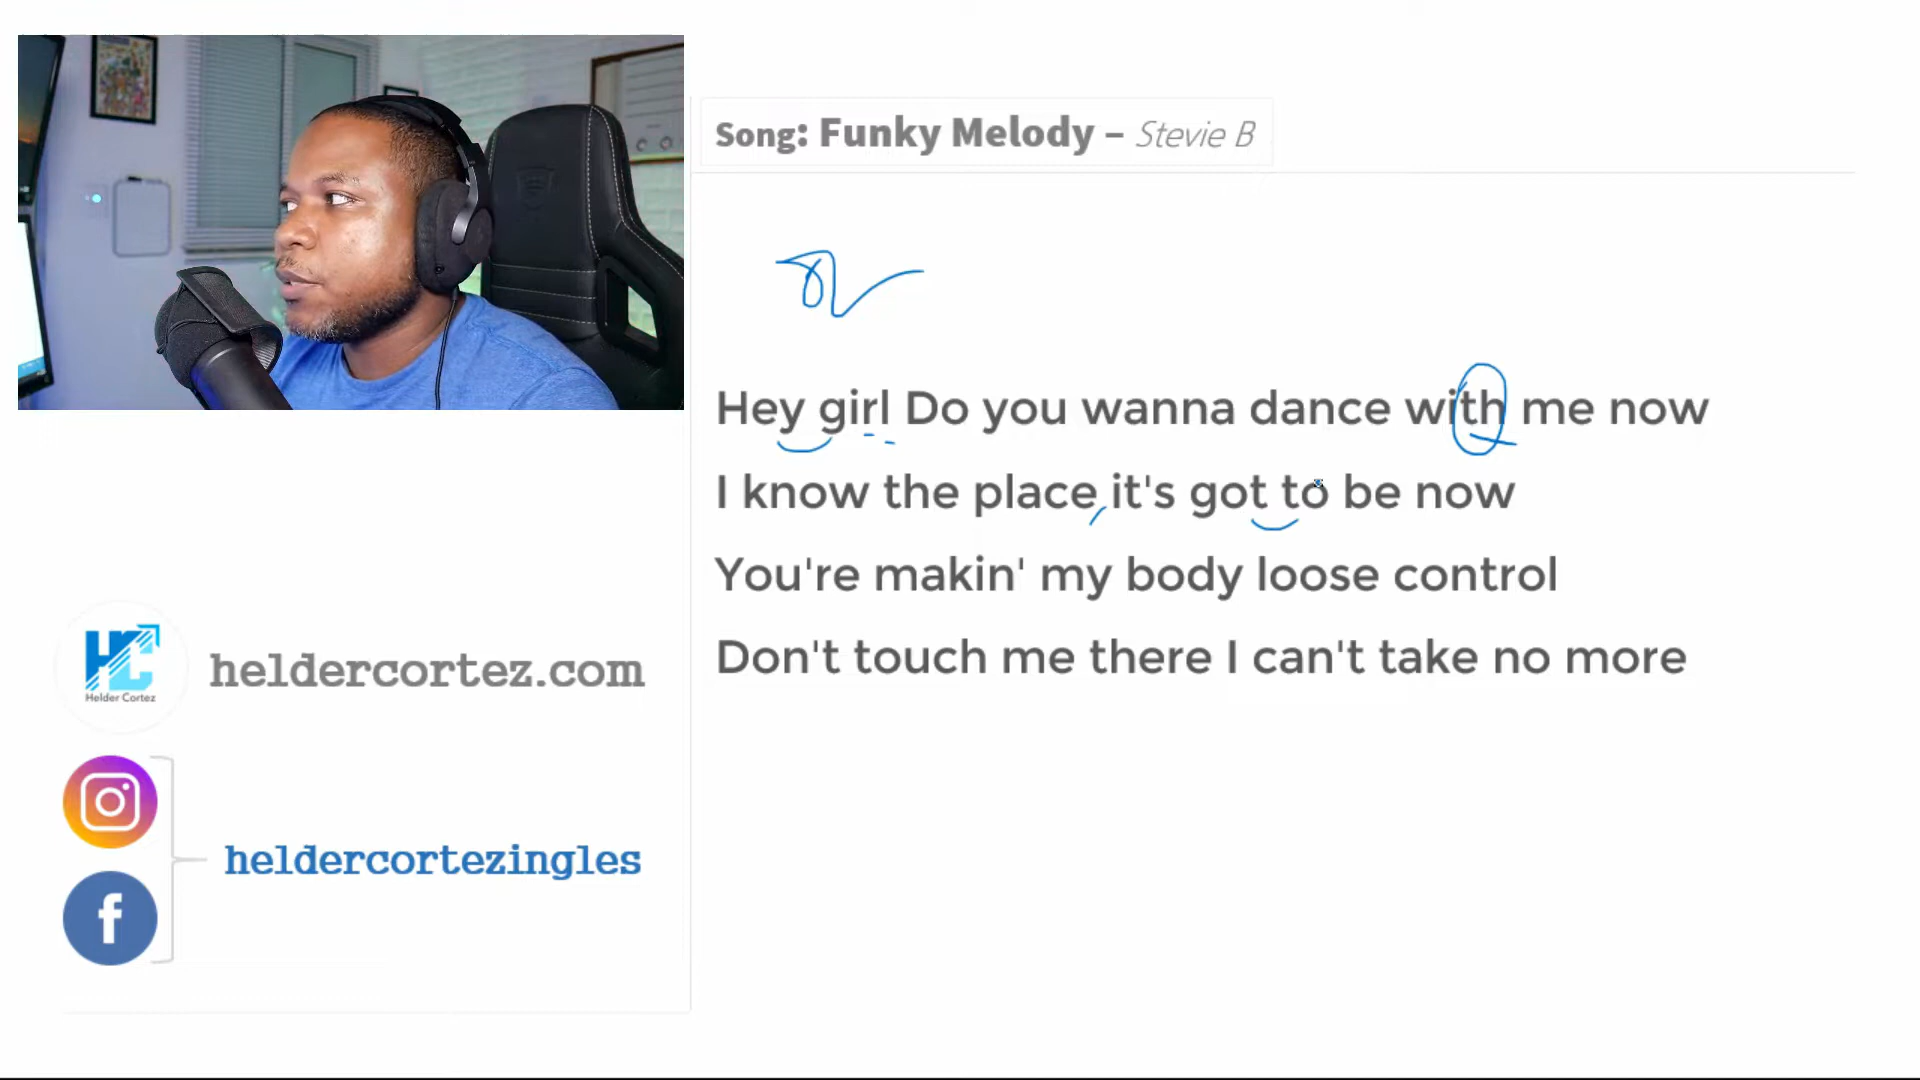 Song: Funky Melody – Stevie B
Hey girl Do you wanna dance with me now
I know the place, it's got to be now
You're makin' my body loose control
Don't touch me there I can't take no more
HC
Helder Cortez
heldercortez.com
heldercortezingles